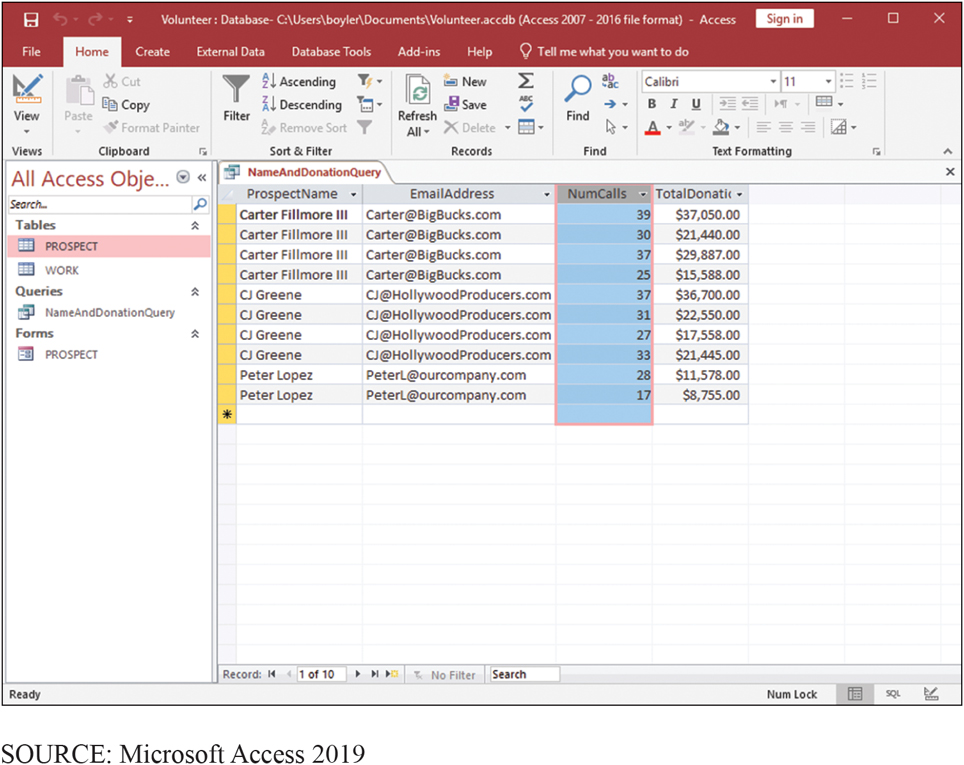 Volunteer : Database- C:\Users\boyler\Documents\Volunteer.accdb (Access 2007 - 2016 file format) - Access Sign in
File Home Create External Data Database Tools Add-ins Help Tell me what you want to do
View
Views
Paste
Cut
Copy
Format Painter
Clipboard
Filter
Ascending
Descending
Remove Sort
Sort & Filter
Refresh
All
New
Save
Delete
Records
Find
Find
Calibri 11
B I U
Text Formatting
All Access Obje...
Search...
Tables
PROSPECT
WORK
Queries
NameAndDonationQuery
Forms
PROSPECT
NameAndDonationQuery
ProspectName EmailAddress NumCalls TotalDonatic
Carter Fillmore III Carter@BigBucks.com 39 $37,050.00
Carter Fillmore III Carter@BigBucks.com 30 $21,440.00
Carter Fillmore III Carter@BigBucks.com 37 $29,887.00
Carter Fillmore III Carter@BigBucks.com 25 $15,588.00
CJ Greene CJ@HollywoodProducers.com 37 $36,700.00
CJ Greene CJ@HollywoodProducers.com 31 $22,550.00
CJ Greene CJ@HollywoodProducers.com 27 $17,558.00
CJ Greene CJ@HollywoodProducers.com 33 $21,445.00
Peter Lopez PeterL@ourcompany.com 28 $11,578.00
Peter Lopez PeterL@ourcompany.com 17 $8,755.00
Record: 1 of 10 No Filter Search
Ready Num Lock SQL
SOURCE: Microsoft Access 2019